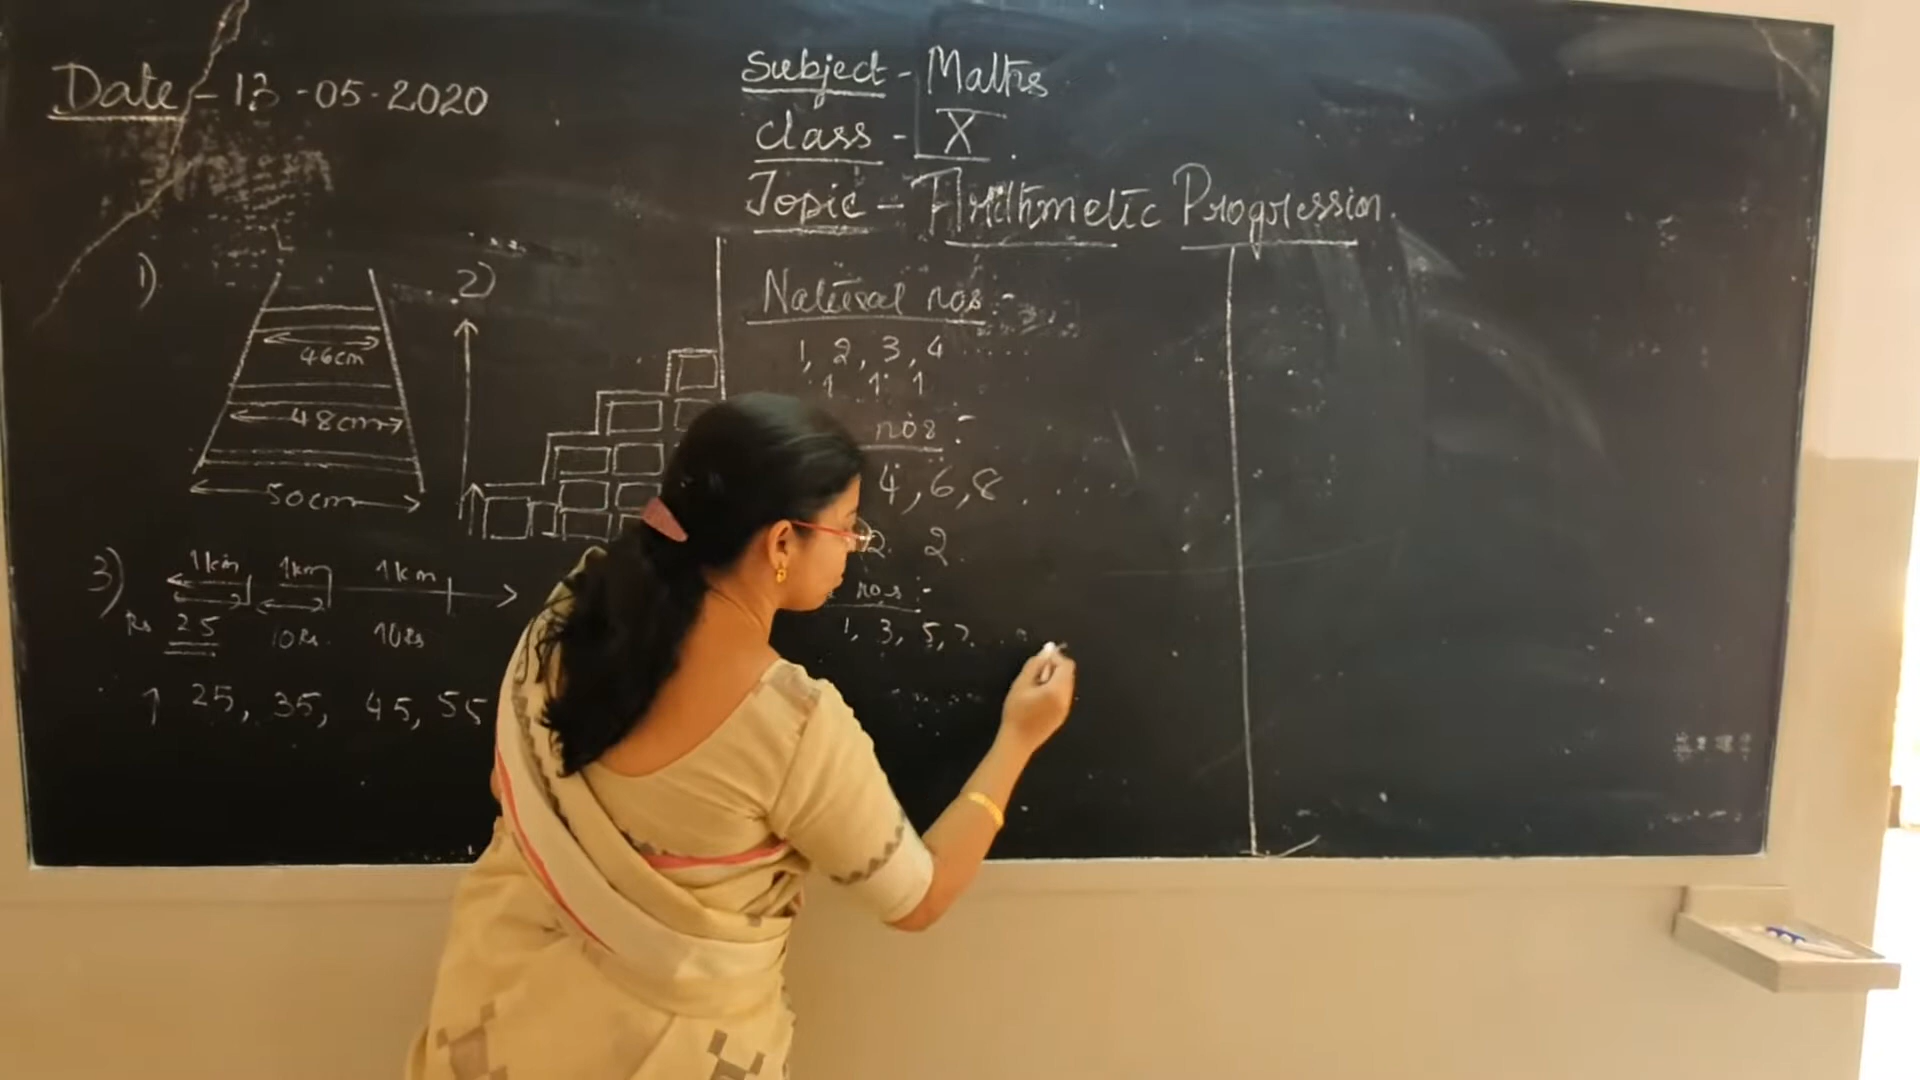 Date - 13-05-2020
Subject - Maths
Class - X.
Topic - Arithmetic Progression.
1)
46cm
48cm
50cm
2)
3)
1km 1km 1km
Rs 25 10Rs. 10Rs
25, 35, 45, 55
Natural nos:-
1, 2, 3, 4 .....
1 1 1
nos:-
4, 6, 8 . . . .
2. 2.
nos:-
1, 3, 5, 7